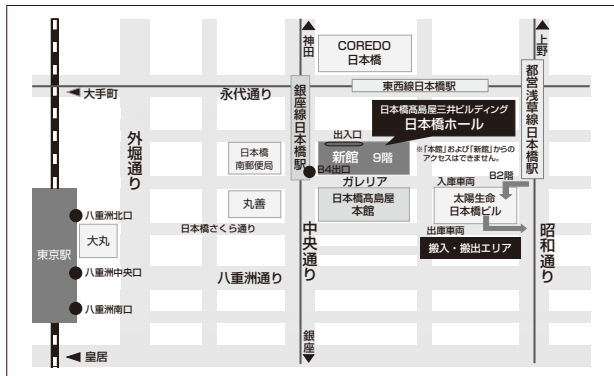 神田
COREDO
日本橋
上野
東西線日本橋駅
大手町
永代通り
銀座線日本橋駅
都営浅草線日本橋駅
日本橋髙島屋三井ビルディング
日本橋ホール
出入口
※「本館」および「新館」からの
アクセスはできません。
外堀通り
日本橋
南郵便局
新館 9階
B4出口
ガレリア
入庫車両
B2階
丸善
日本橋髙島屋
本館
太陽生命
日本橋ビル
八重洲北口
日本橋さくら通り
中央通り
出庫車両
昭和通り
東京駅
大丸
搬入・搬出エリア
八重洲中央口
八重洲通り
八重洲南口
皇居
銀座